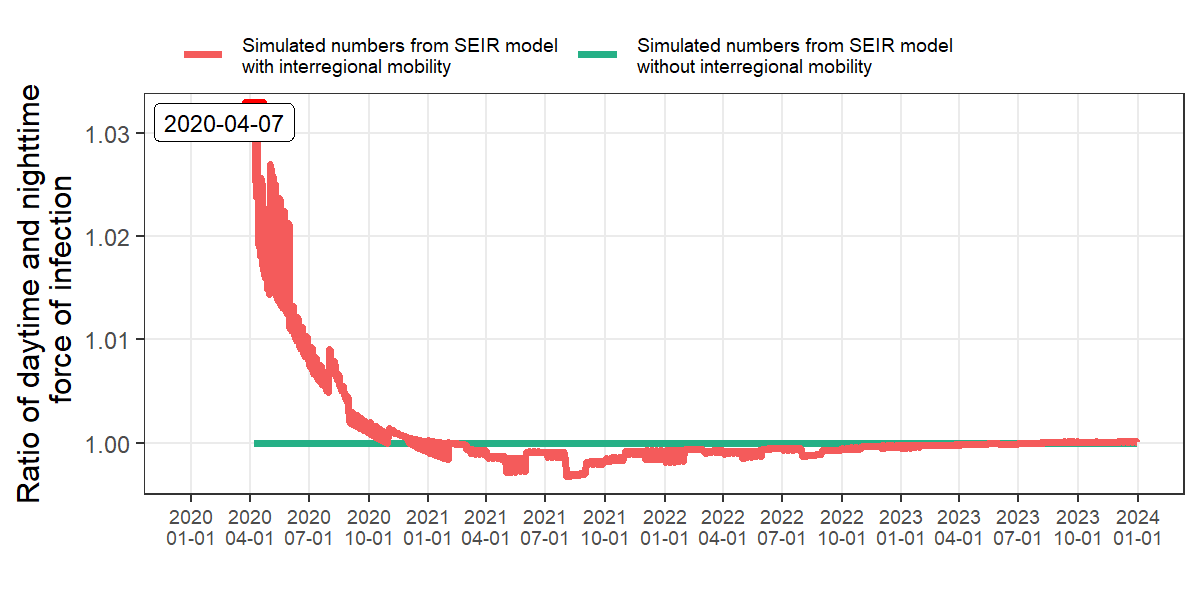 Simulated numbers from SEIR model
with interregional mobility
Simulated numbers from SEIR model
without interregional mobility
Ratio of daytime and nighttime
force of infection
2020-04-07
1.03
1.02
1.01
1.00
2020 2020 2020 2020 2021 2021 2021 2021 2022 2022 2022 2022 2023 2023 2023 2023 2024
01-01 04-01 07-01 10-01 01-01 04-01 07-01 10-01 01-01 04-01 07-01 10-01 01-01 04-01 07-01 10-01 01-01